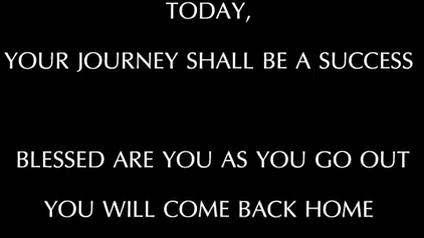 TODAY,
YOUR JOURNEY SHALL BE A SUCCESS
BLESSED ARE YOU AS YOU GO OUT
YOU WILL COME BACK HOME